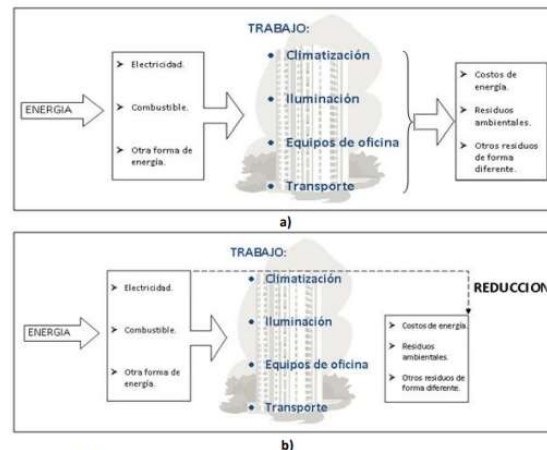 TRABAJO:
ENERGIA
➤ Electricidad.
➤ Combustible.
➤ Otra forma de
energía.
• Climatización
• Iluminación
• Equipos de oficina
• Transporte
➤ Costos de
energía.
➤ Residuos
ambientales.
➤ Otros residuos
de forma
diferente.
a)
TRABAJO:
ENERGIA
➤ Electricidad.
➤ Combustible.
➤ Otra forma de
energía.
• Climatización
• Iluminación
• Equipos de oficina
• Transporte
REDUCCION
➤ Costos de energía.
➤ Residuos
ambientales.
➤ Otros residuos de
forma diferente.
b)